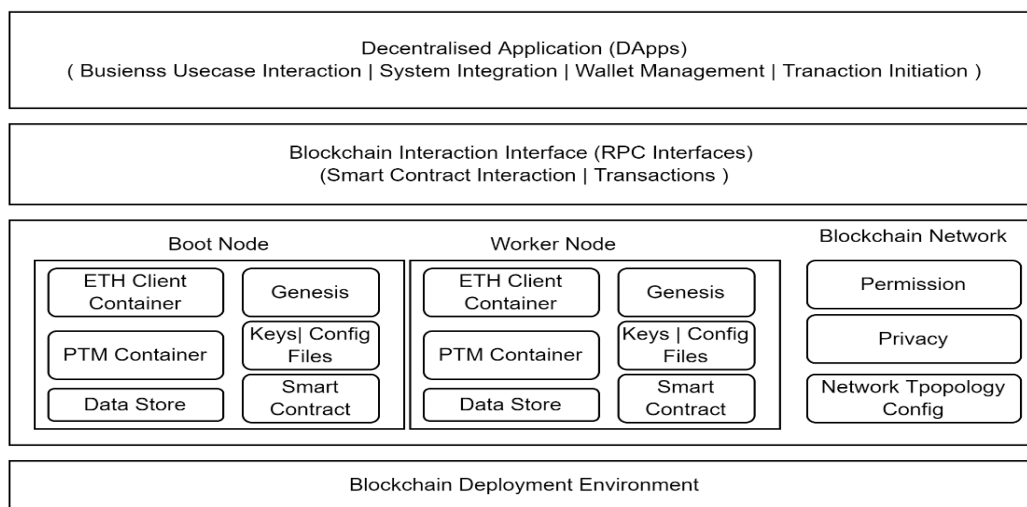 Decentralised Application (DApps)
( Busienss Usecase Interaction | System Integration | Wallet Management | Tranaction Initiation )
Blockchain Interaction Interface (RPC Interfaces)
(Smart Contract Interaction | Transactions )
Boot Node
ETH Client
Container
Genesis
PTM Container
Keys| Config
Files
Data Store
Smart
Contract
Worker Node
ETH Client
Container
Genesis
PTM Container
Keys | Config
Files
Data Store
Smart
Contract
Blockchain Network
Permission
Privacy
Network Tpopology
Config
Blockchain Deployment Environment